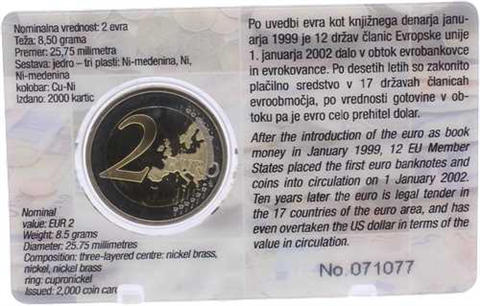 Nominalna vrednost: 2 evra
Teža: 8,50 grama
Premer: 25,75 milimetra
Sestava: jedro – tri plasti: Ni-medenina, Ni,
Ni-medenina
kolobar: Cu-Ni
Izdano: 2000 kartic
Po uvedbi evra kot knjižnega denarja janu-
arja 1999 je 12 držav članic Evropske unije
1. januarja 2002 dalo v obtok evrobankovce
in evrokovance. Po desetih letih so zakonito
plačilno sredstvo v 17 državah članicah
evroobmočja, po vrednosti gotovine v ob-
toku pa je evro celo prehitel dolar.
2
After the introduction of the euro as book
money in January 1999, 12 EU Member
States placed the first euro banknotes and
coins into circulation on 1 January 2002.
Ten years later the euro is legal tender in
the 17 countries of the euro area, and has
even overtaken the US dollar in terms of the
value in circulation.
Nominal
value: EUR 2
Weight: 8.5 grams
Diameter: 25.75 millimetres
Composition: three-layered centre: nickel brass,
nickel, nickel brass
ring: cupronickel
Issued: 2,000 coin card
No. 071077